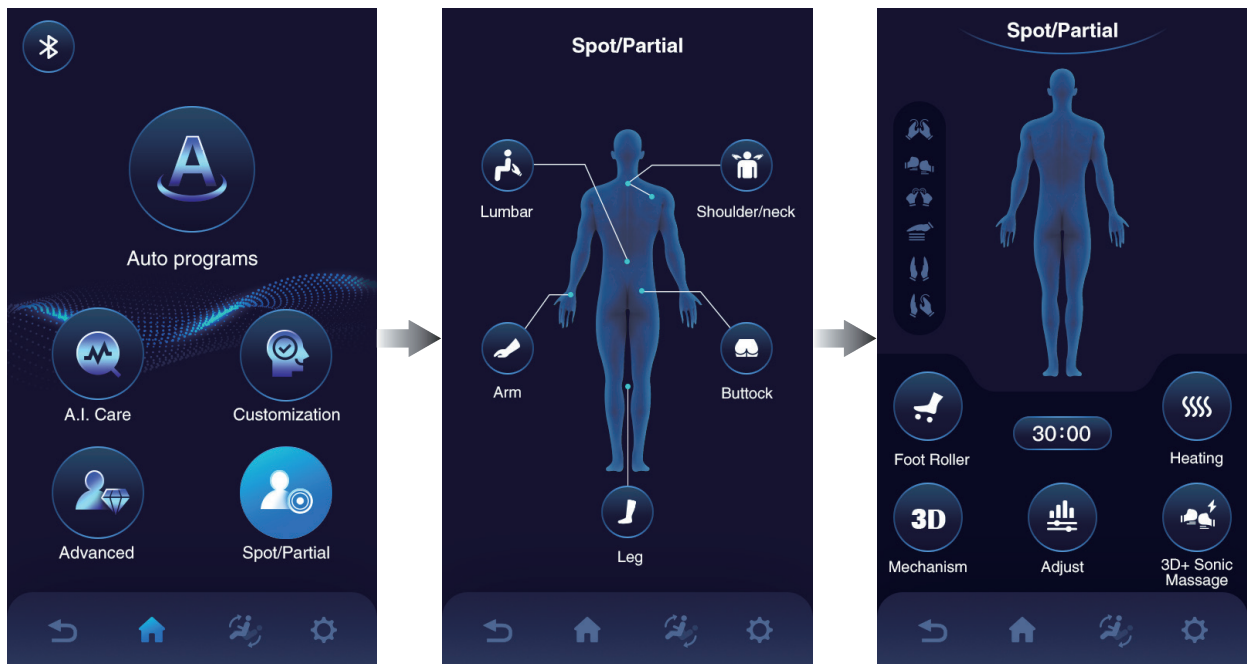 A
Auto programs
A.I. Care
Customization
Advanced
Spot/Partial
Spot/Partial
Lumbar
Shoulder/neck
Arm
Buttock
Leg
Spot/Partial
Foot Roller
30:00
Heating
3D
Mechanism
Adjust
3D+ Sonic
Massage